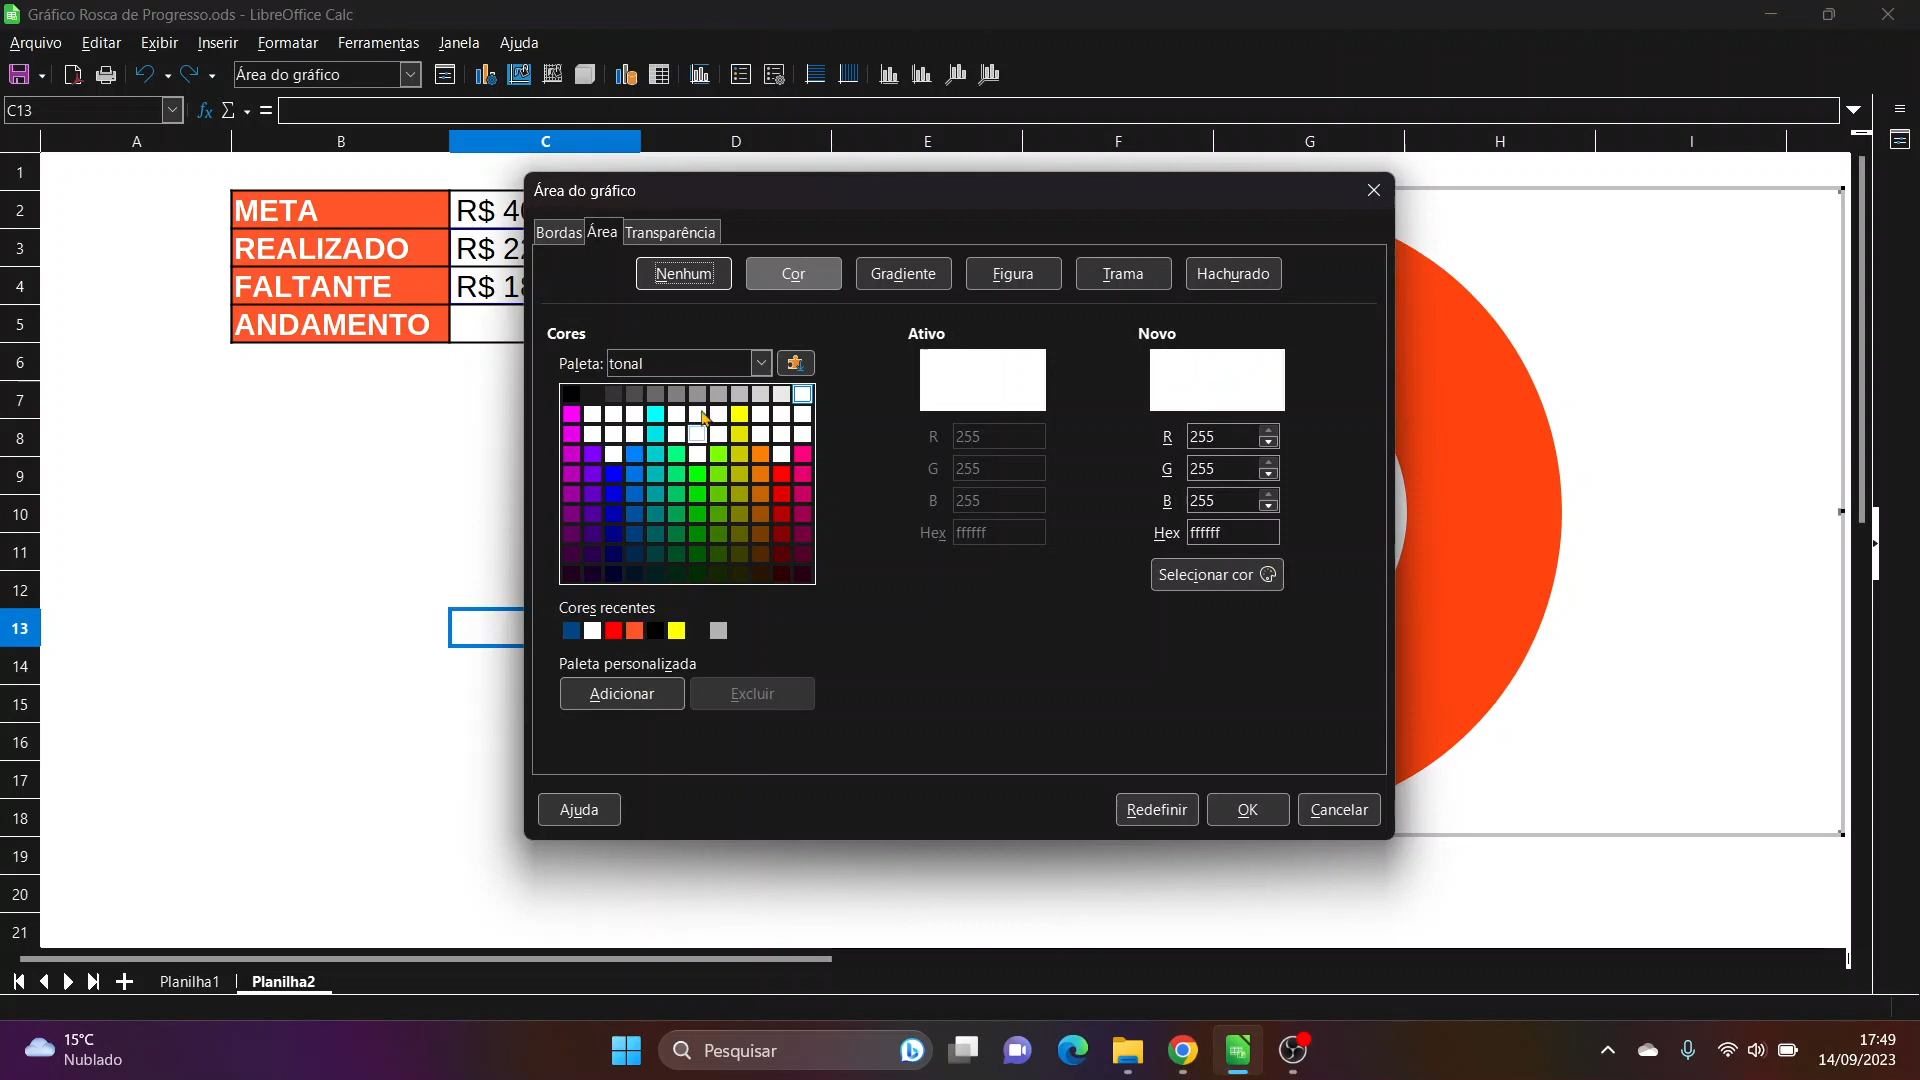 Gráfico Rosca de Progresso.ods - LibreOffice Calc
Arquivo Editar Exibir Inserir Formatar Ferramentas Janela Ajuda
Área do gráfico
C13
fx Σ =
A B C D E F G H I
1
2 META R$
3 REALIZADO R$
4 FALTANTE R$
5 ANDAMENTO
6
7
8
9
10
11
12
13
14
15
16
17
18
19
20
21
Área do gráfico
Bordas Área Transparência
Nenhum Cor Gradiente Figura Trama Hachurado
Cores Ativo Novo
Paleta: tonal
R 255 R 255
G 255 G 255
B 255 B 255
Hex ffffff Hex ffffff
Selecionar cor
Cores recentes
Paleta personalizada
Adicionar Excluir
Ajuda Redefinir OK Cancelar
Planilha1 Planilha2
15°C
Nublado
Pesquisar
17:49
14/09/2023